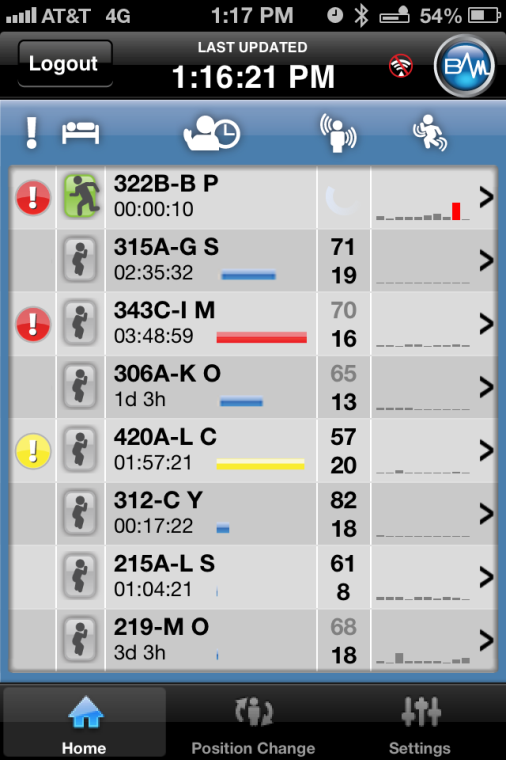 AT&T 4G 1:17 PM 54%
Logout
LAST UPDATED
1:16:21 PM
BAM
!
! 322B-B P
00:00:10
315A-G S 71
02:35:32 19
! 343C-I M 70
03:48:59 16
306A-K O 65
1d 3h 13
! 420A-L C 57
01:57:21 20
312-C Y 82
00:17:22 18
215A-L S 61
01:04:21 8
219-M O 68
3d 3h 18
Home Position Change Settings